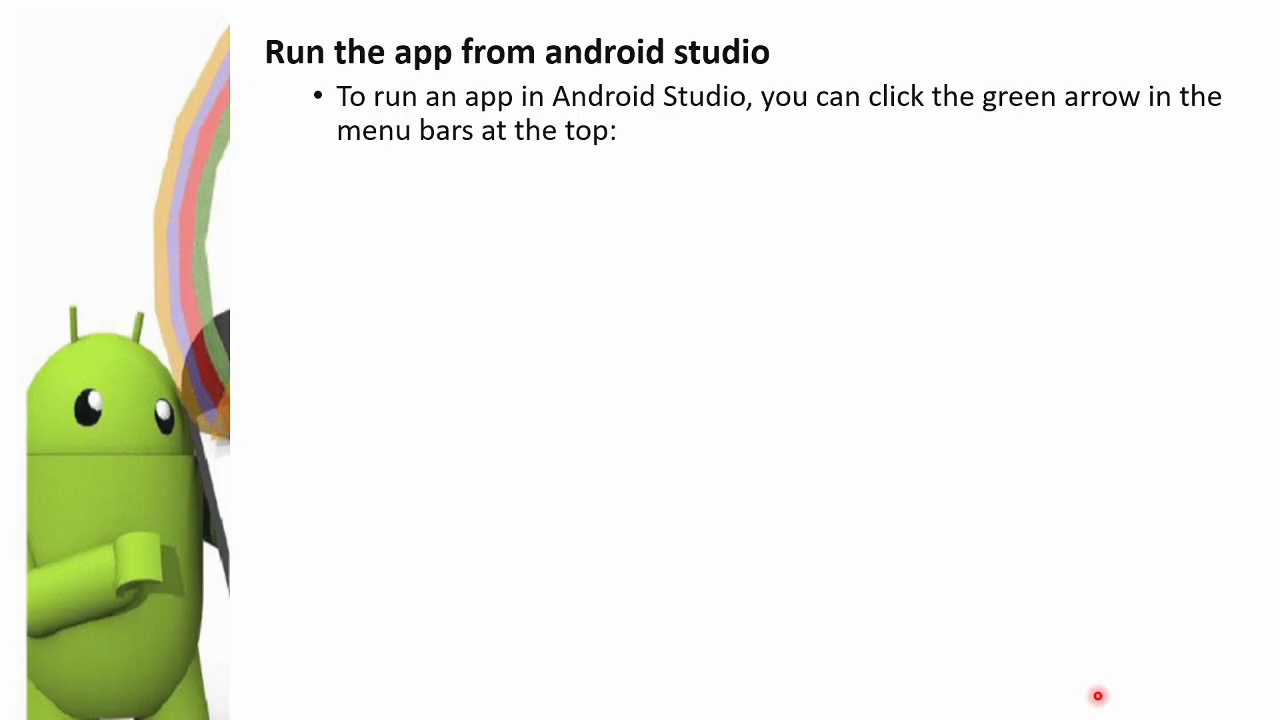 Run the app from android studio
• To run an app in Android Studio, you can click the green arrow in the
menu bars at the top: